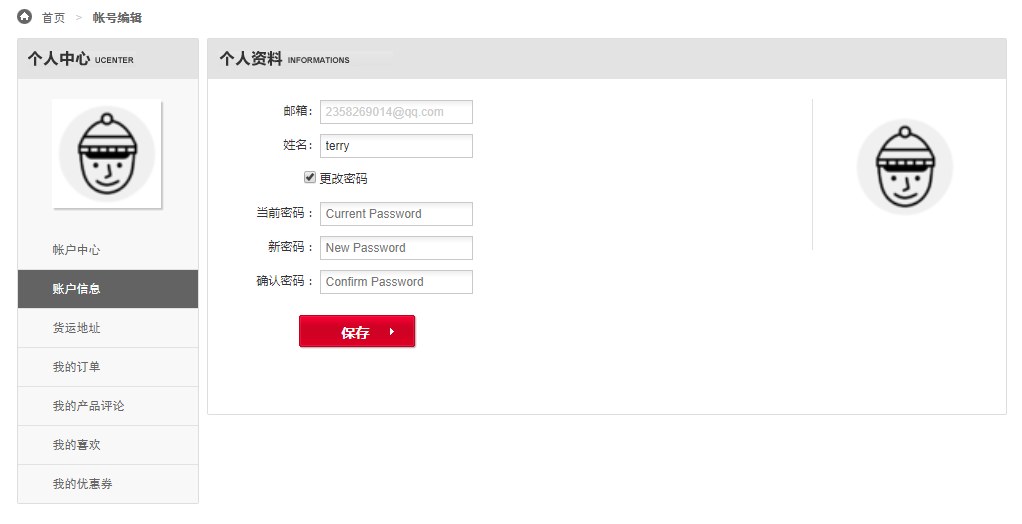 首页 > 帐号编辑
个人中心 UCENTER
帐户中心
账户信息
货运地址
我的订单
我的产品评论
我的喜欢
我的优惠券
个人资料 INFORMATIONS
邮箱: 2358269014@qq.com
姓名: terry
更改密码
当前密码 : Current Password
新密码 : New Password
确认密码 : Confirm Password
保存